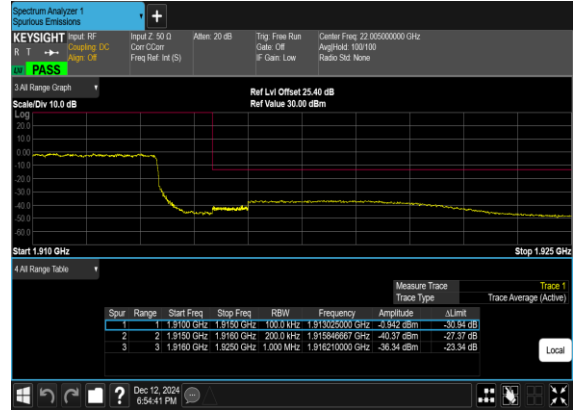 Spectrum Analyzer 1
Spurious Emissions
+
KEYSIGHT Input: RF Input Z: 50 Ω Atten: 20 dB Trig: Free Run Center Freq: 22.005000000 GHz
R T Coupling: DC Corr CCorr Gate: Off Avg|Hold: 100/100
Align: Off Freq Ref: Int (S) IF Gain: Low Radio Std: None
LM PASS
3 All Range Graph
Ref Lvl Offset 25.40 dB
Scale/Div 10.0 dB Ref Value 30.00 dBm
Log
20.0
10.0
0.00
-10.0
-20.0
-30.0
-40.0
-50.0
-60.0
Start 1.910 GHz Stop 1.925 GHz
4 All Range Table
Measure Trace Trace 1
Trace Type Trace Average (Active)
Spur Range Start Freq Stop Freq RBW Frequency Amplitude ΔLimit
1 1 1.9100 GHz 1.9150 GHz 100.0 kHz 1.913025000 GHz -0.942 dBm -30.94 dB
2 2 1.9150 GHz 1.9160 GHz 200.0 kHz 1.915846667 GHz -40.37 dBm -27.37 dB
3 3 1.9160 GHz 1.9250 GHz 1.000 MHz 1.916210000 GHz -36.34 dBm -23.34 dB
Local
? Dec 12, 2024
6:54:41 PM